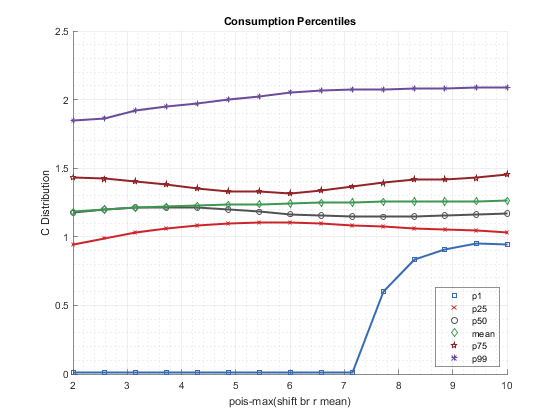 Consumption Percentiles
2.5
2
1.5
1
0.5
0
C Distribution
2 3 4 5 6 7 8 9 10
pois-max(shift br r mean)
p1
p25
p50
mean
p75
p99